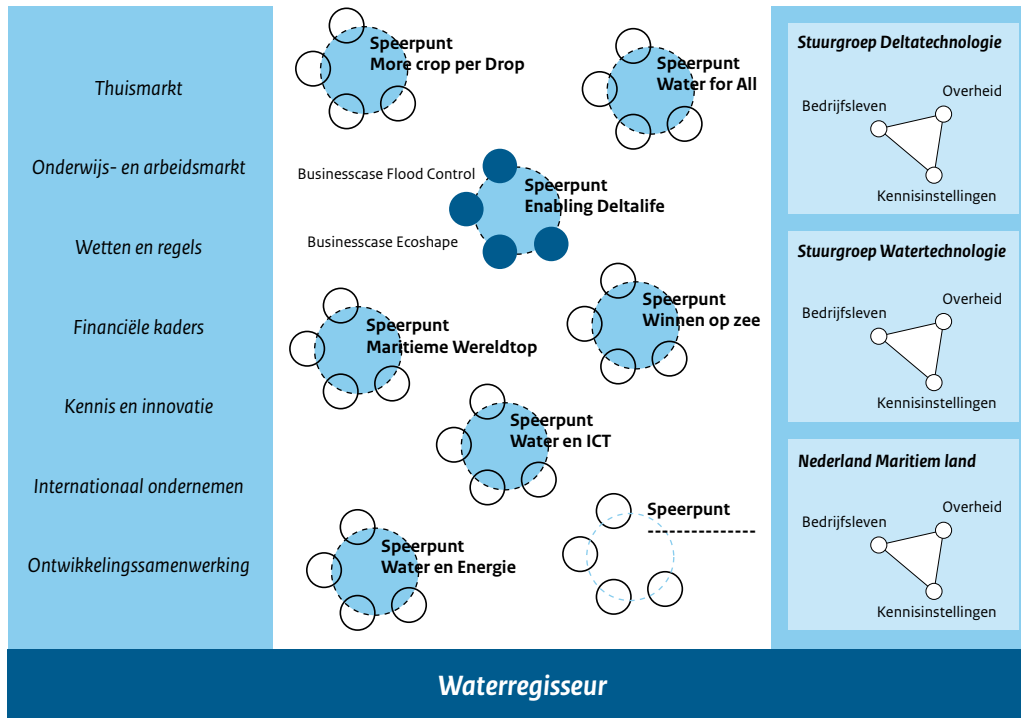 Thuismarkt
Onderwijs- en arbeidsmarkt
Wetten en regels
Financiële kaders
Kennis en innovatie
Internationaal ondernemen
Ontwikkelingssamenwerking
Speerpunt
More crop per Drop
Speerpunt
Water for All
Businesscase Flood Control
Speerpunt
Enabling Deltalife
Businesscase Ecoshape
Speerpunt
Winnen op zee
Speerpunt
Maritieme Wereldtop
Speerpunt
Water en ICT
Speerpunt
Speerpunt
Water en Energie
Stuurgroep Deltatechnologie
Overheid
Bedrijfsleven
Kennisinstellingen
Stuurgroep Watertechnologie
Overheid
Bedrijfsleven
Kennisinstellingen
Nederland Maritiem land
Overheid
Bedrijfsleven
Kennisinstellingen
Waterregisseur